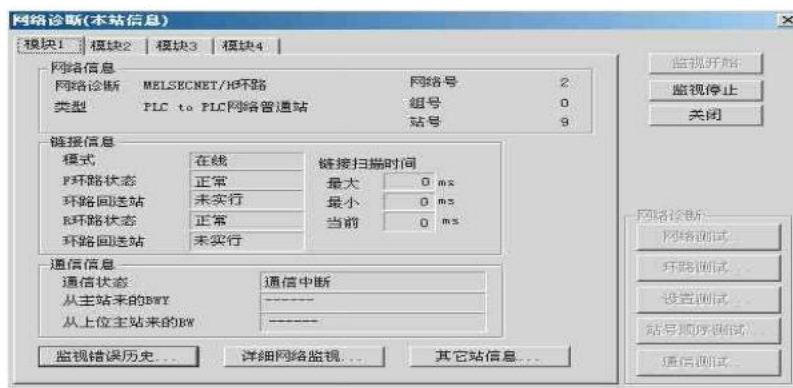 网络诊断(本站信息)
模块1 模块2 模块3 模块4
网络信息
网络诊断 MELSECNET/H环路 网络号 2
类型 PLC to PLC网络普通站 组号 0
站号 9
链接信息
模式 在线 链接扫描时间
F环路状态 正常 最大 0 ms
环路回送站 未实行 最小 0 ms
R环路状态 正常 当前 0 ms
环路回送站 未实行
通信信息
通信状态 通信中断
从主站来的BWY ------
从上位主站来的BW ------
监视错误历史... 详细网络监视... 其它站信息...
监视开始
监视停止
关闭
网络诊断
网络测试...
环路测试...
设置测试...
站号顺序测试...
通信测试...